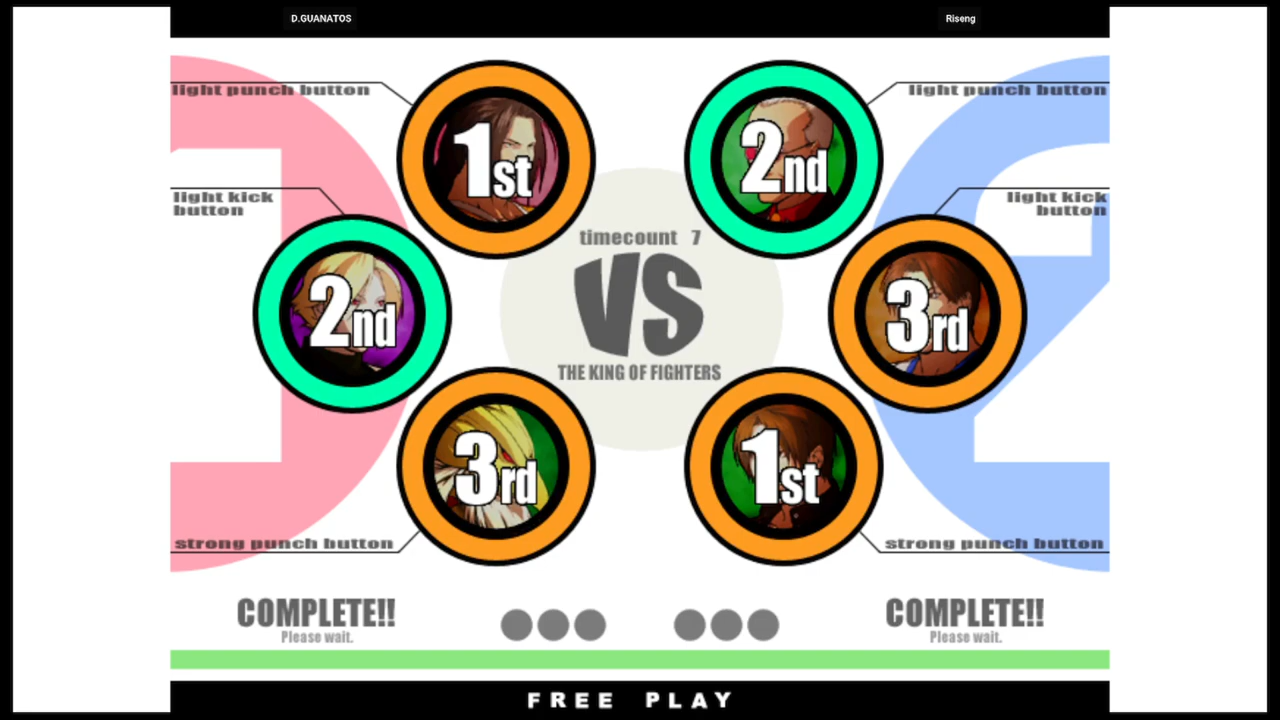 D.GUANATOS
Riseng
light punch button
light punch button
1st
2nd
light kick
button
light kick
button
timecount 7
VS
THE KING OF FIGHTERS
2nd
3rd
3rd
1st
1
2
strong punch button
strong punch button
COMPLETE!!
Please wait.
COMPLETE!!
Please wait.
FREE PLAY